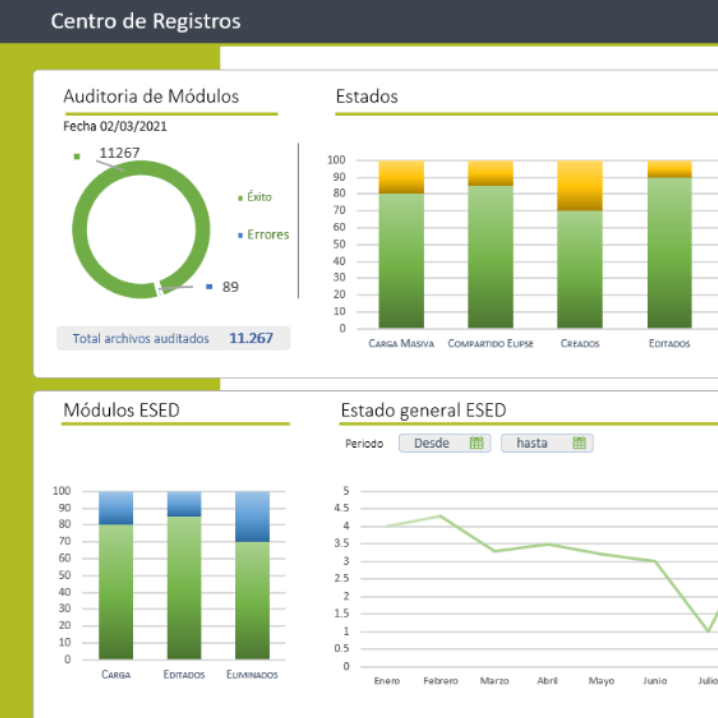 Centro de Registros
Auditoria de Módulos
Fecha 02/03/2021
11267
Éxito
Errores
89
Total archivos auditados 11.267
Estados
100
90
80
70
60
50
40
30
20
10
0
CARGA MASIVA COMPARTIDO ELIPSE CREADOS EDITADOS
Módulos ESED
100
90
80
70
60
50
40
30
20
10
0
CARGA EDITADOS ELIMINADOS
Estado general ESED
Periodo Desde hasta
5
4.5
4
3.5
3
2.5
2
1.5
1
0.5
0
Enero Febrero Marzo Abril Mayo Junio Julio